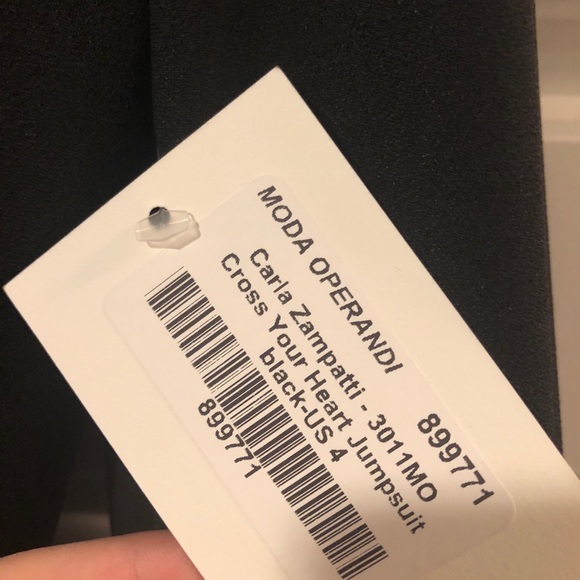 MODA OPERANDI
899771
Carla Zampatti - 3011MO
Cross Your Heart Jumpsuit
black-US 4
899771